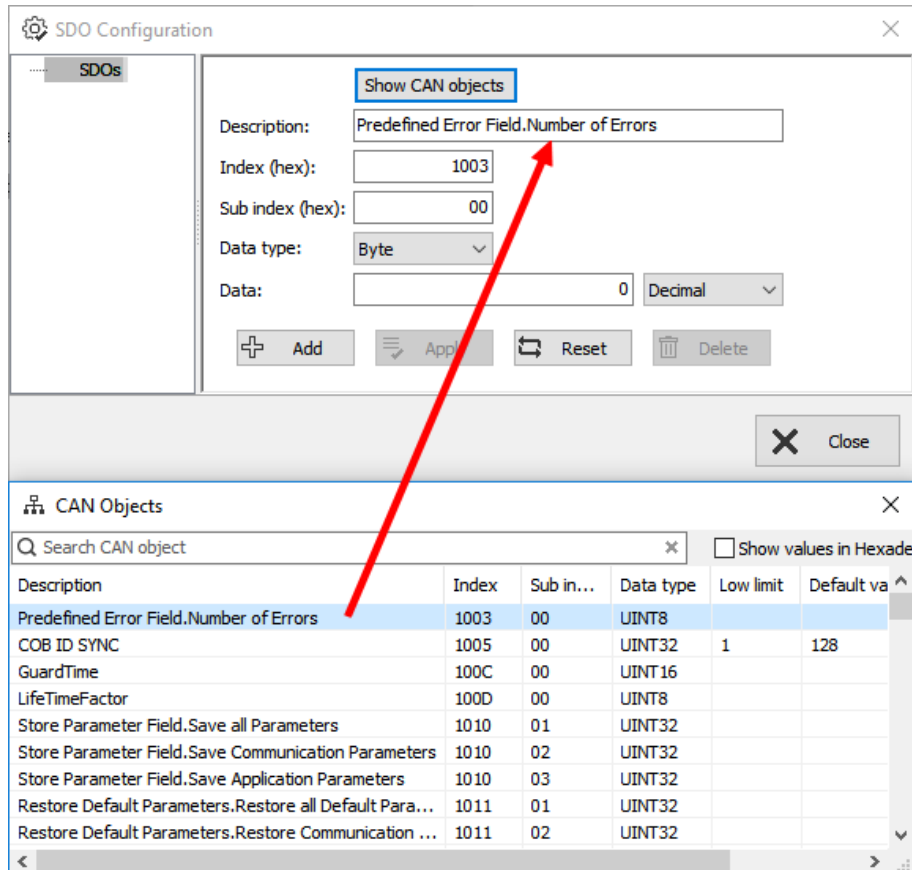 SDO Configuration
SDOs
Show CAN objects
Description: Predefined Error Field.Number of Errors
Index (hex): 1003
Sub index (hex): 00
Data type: Byte
Data: 0 Decimal
Add Apply Reset Delete
Close
CAN Objects
Search CAN object Show values in Hexade
Description Index Sub in... Data type Low limit Default va
Predefined Error Field.Number of Errors 1003 00 UINT8
COB ID SYNC 1005 00 UINT32 1 128
GuardTime 100C 00 UINT16
LifeTimeFactor 100D 00 UINT8
Store Parameter Field.Save all Parameters 1010 01 UINT32
Store Parameter Field.Save Communication Parameters 1010 02 UINT32
Store Parameter Field.Save Application Parameters 1010 03 UINT32
Restore Default Parameters.Restore all Default Para... 1011 01 UINT32
Restore Default Parameters.Restore Communication ... 1011 02 UINT32